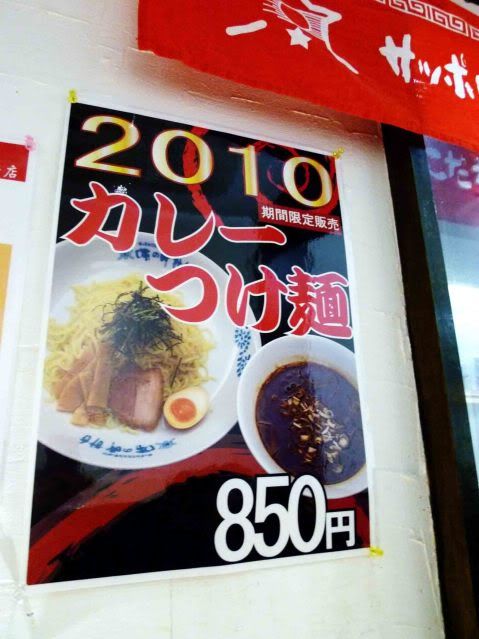 サッポ
店
2010
期間限定販売
カレー
つけ麺
850円